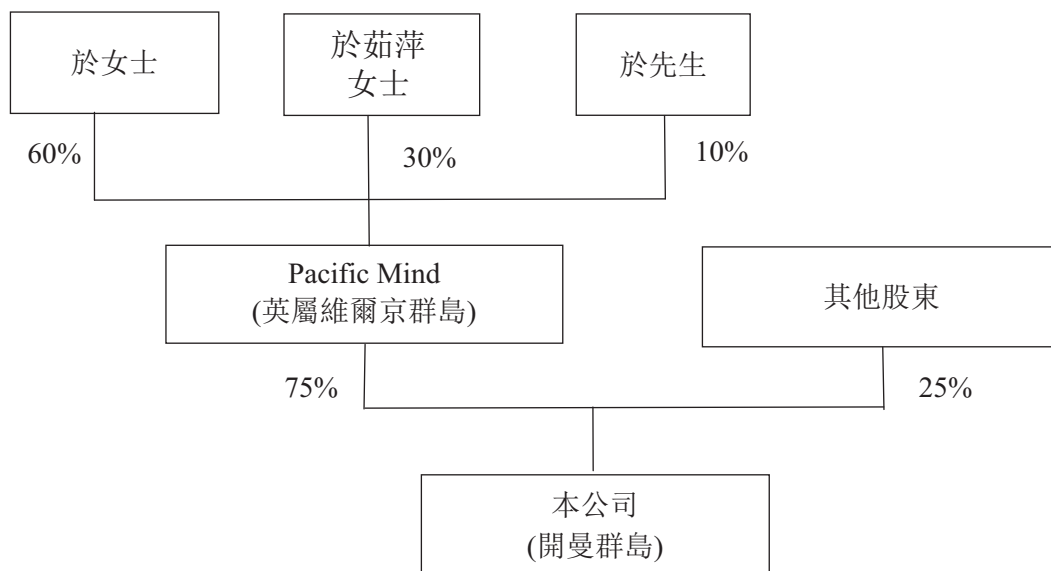 於女士
於茹萍
女士
於先生
60%
30%
10%
Pacific Mind
(英屬維爾京群島)
其他股東
75%
25%
本公司
(開曼群島)